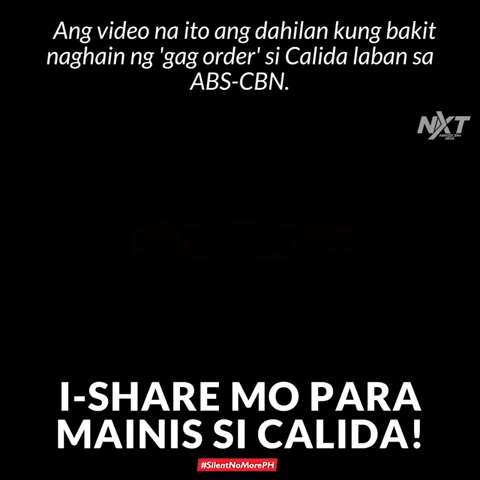 Ang video na ito ang dahilan kung bakit
naghain ng 'gag order' si Calida laban sa
ABS-CBN.
NXT
I-SHARE MO PARA
MAINIS SI CALIDA!
#SilentNoMorePH